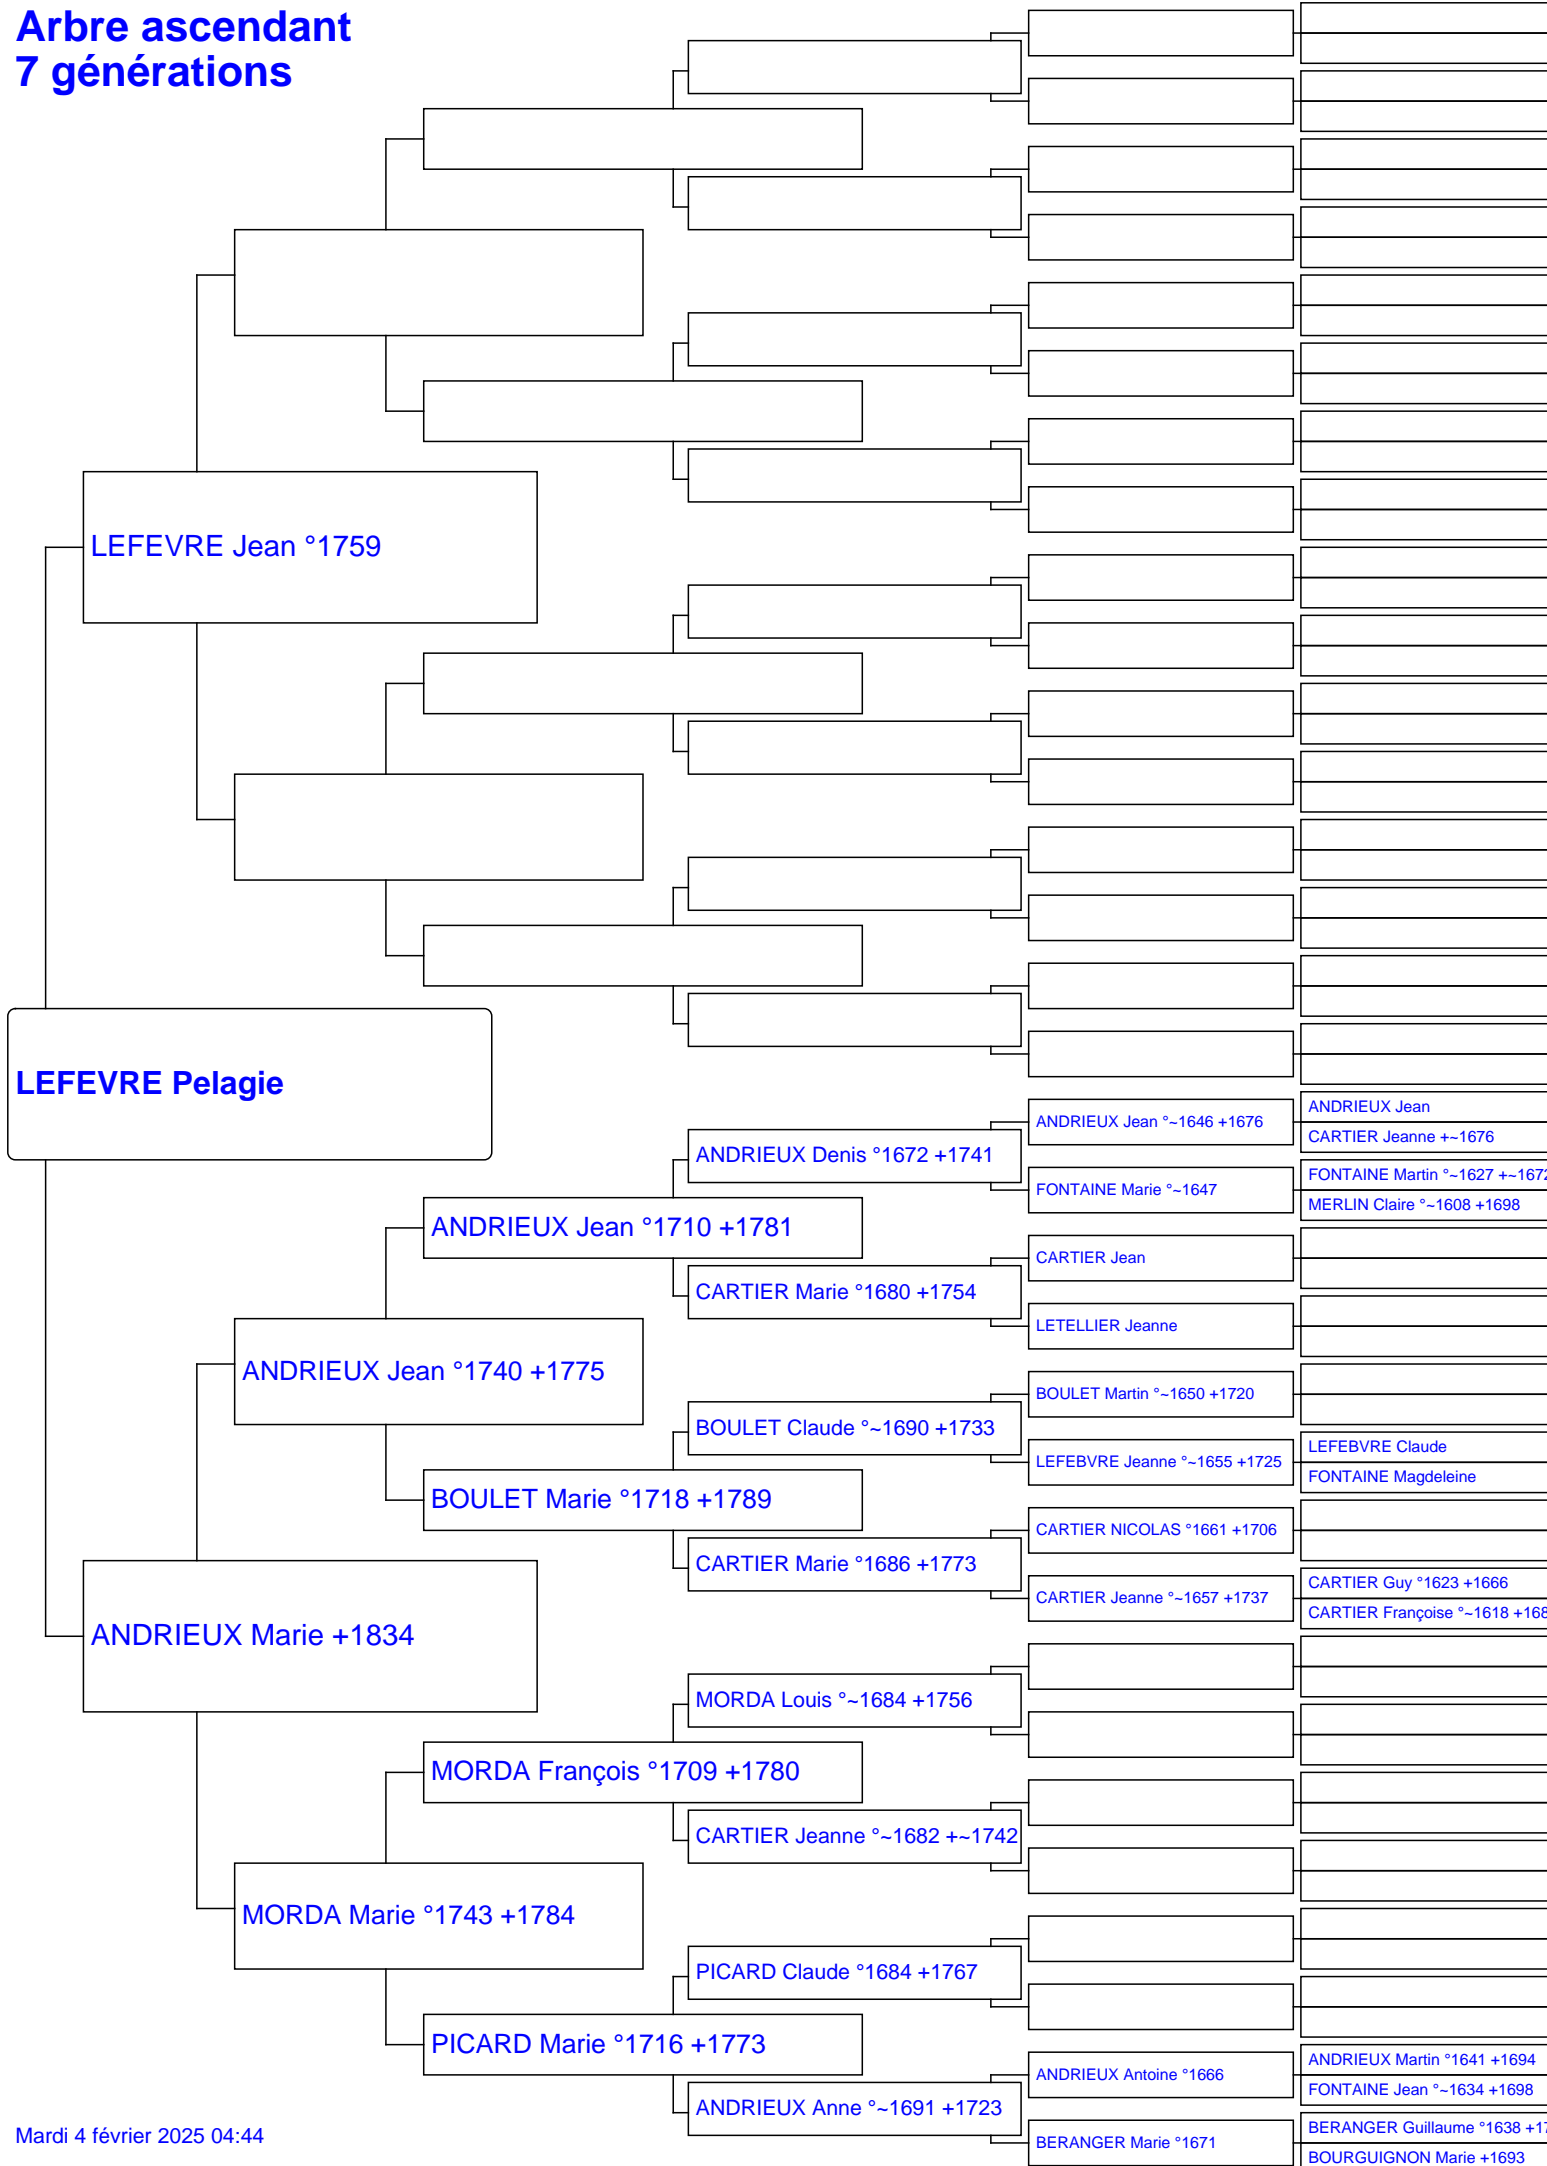 Arbre ascendant
7 générations
LEFEVRE Jean °1759
LEFEVRE Pelagie
ANDRIEUX Jean °~1646 +1676
ANDRIEUX Jean
CARTIER Jeanne +~1676
ANDRIEUX Denis °1672 +1741
FONTAINE Marie °~1647
FONTAINE Martin °~1627 +~1672
MERLIN Claire °~1608 +1698
ANDRIEUX Jean °1710 +1781
CARTIER Jean
CARTIER Marie °1680 +1754
LETELLIER Jeanne
ANDRIEUX Jean °1740 +1775
BOULET Martin °~1650 +1720
BOULET Claude °~1690 +1733
LEFEBVRE Jeanne °~1655 +1725
LEFEBVRE Claude
FONTAINE Magdeleine
BOULET Marie °1718 +1789
CARTIER NICOLAS °1661 +1706
CARTIER Marie °1686 +1773
CARTIER Jeanne °~1657 +1737
CARTIER Guy °1623 +1666
CARTIER Françoise °~1618 +168
ANDRIEUX Marie +1834
MORDA Louis °~1684 +1756
MORDA François °1709 +1780
CARTIER Jeanne °~1682 +~1742
MORDA Marie °1743 +1784
PICARD Claude °1684 +1767
PICARD Marie °1716 +1773
ANDRIEUX Antoine °1666
ANDRIEUX Martin °1641 +1694
FONTAINE Jean °~1634 +1698
ANDRIEUX Anne °~1691 +1723
BERANGER Marie °1671
BERANGER Guillaume °1638 +17
BOURGUIGNON Marie +1693
Mardi 4 février 2025 04:44